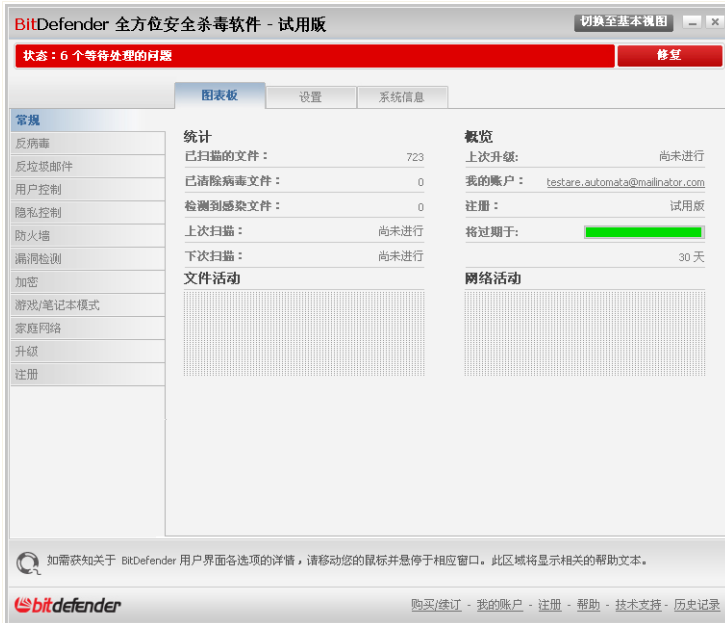 BitDefender 全方位安全杀毒软件 - 试用版
切换至基本视图
状态：6 个等待处理的问题
修复
图表板
设置
系统信息
常规
反病毒
反垃圾邮件
用户控制
隐私控制
防火墙
漏洞检测
加密
游戏/笔记本模式
家庭网络
升级
注册
统计
已扫描的文件： 723
已清除病毒文件： 0
检测到感染文件： 0
上次扫描： 尚未进行
下次扫描： 尚未进行
文件活动
概览
上次升级: 尚未进行
我的账户： testare.automata@mailinator.com
注册： 试用版
将过期于:
30 天
网络活动
如需获知关于 BitDefender 用户界面各选项的详情，请移动您的鼠标并悬停于相应窗口。此区域将显示相关的帮助文本。
bitdefender
购买/续订 - 我的账户 - 注册 - 帮助 - 技术支持 - 历史记录